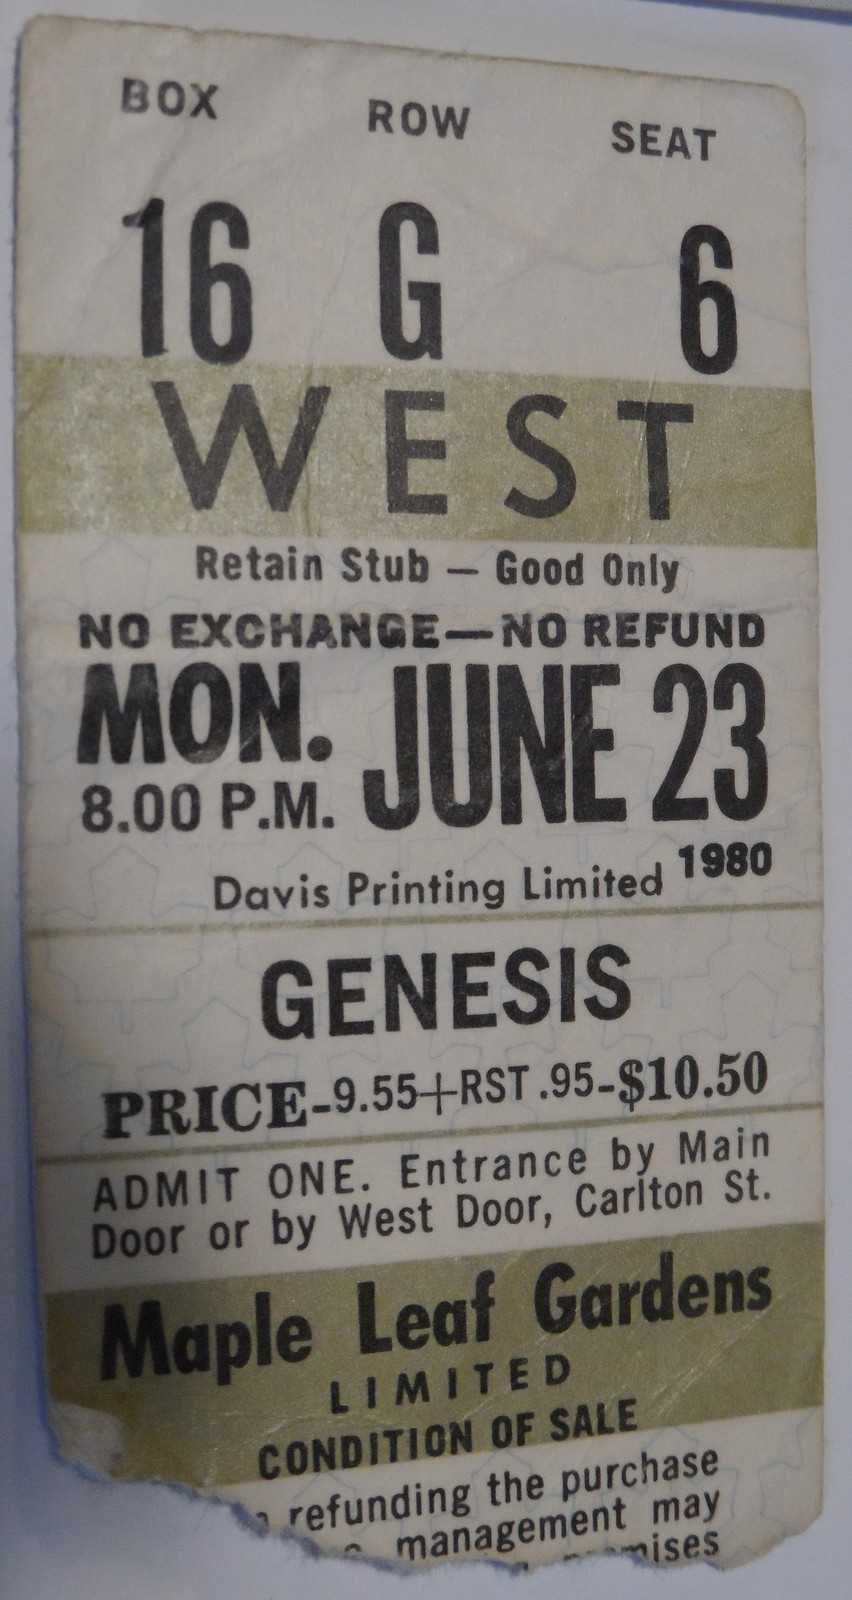 BOX ROW SEAT
16 G 6
WEST
Retain Stub — Good Only
NO EXCHANGE—NO REFUND
MON. JUNE 23
8.00 P.M.
1980
Davis Printing Limited
GENESIS
PRICE-9.55+RST .95-$10.50
ADMIT ONE. Entrance by Main
Door or by West Door, Carlton St.
Maple Leaf Gardens
LIMITED
CONDITION OF SALE
refunding the purchase
management may